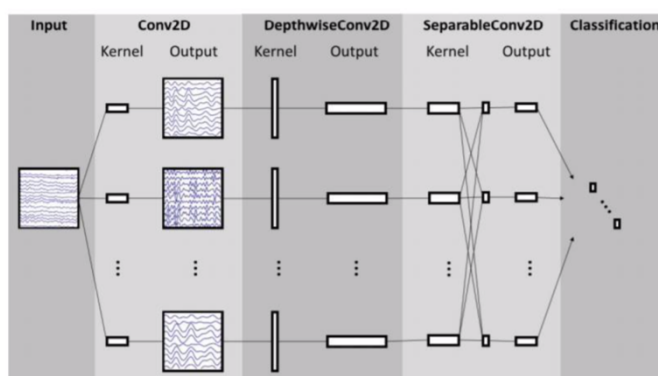 Input Conv2D DepthwiseConv2D SeparableConv2D Classification
Kernel Output Kernel Output Kernel Output